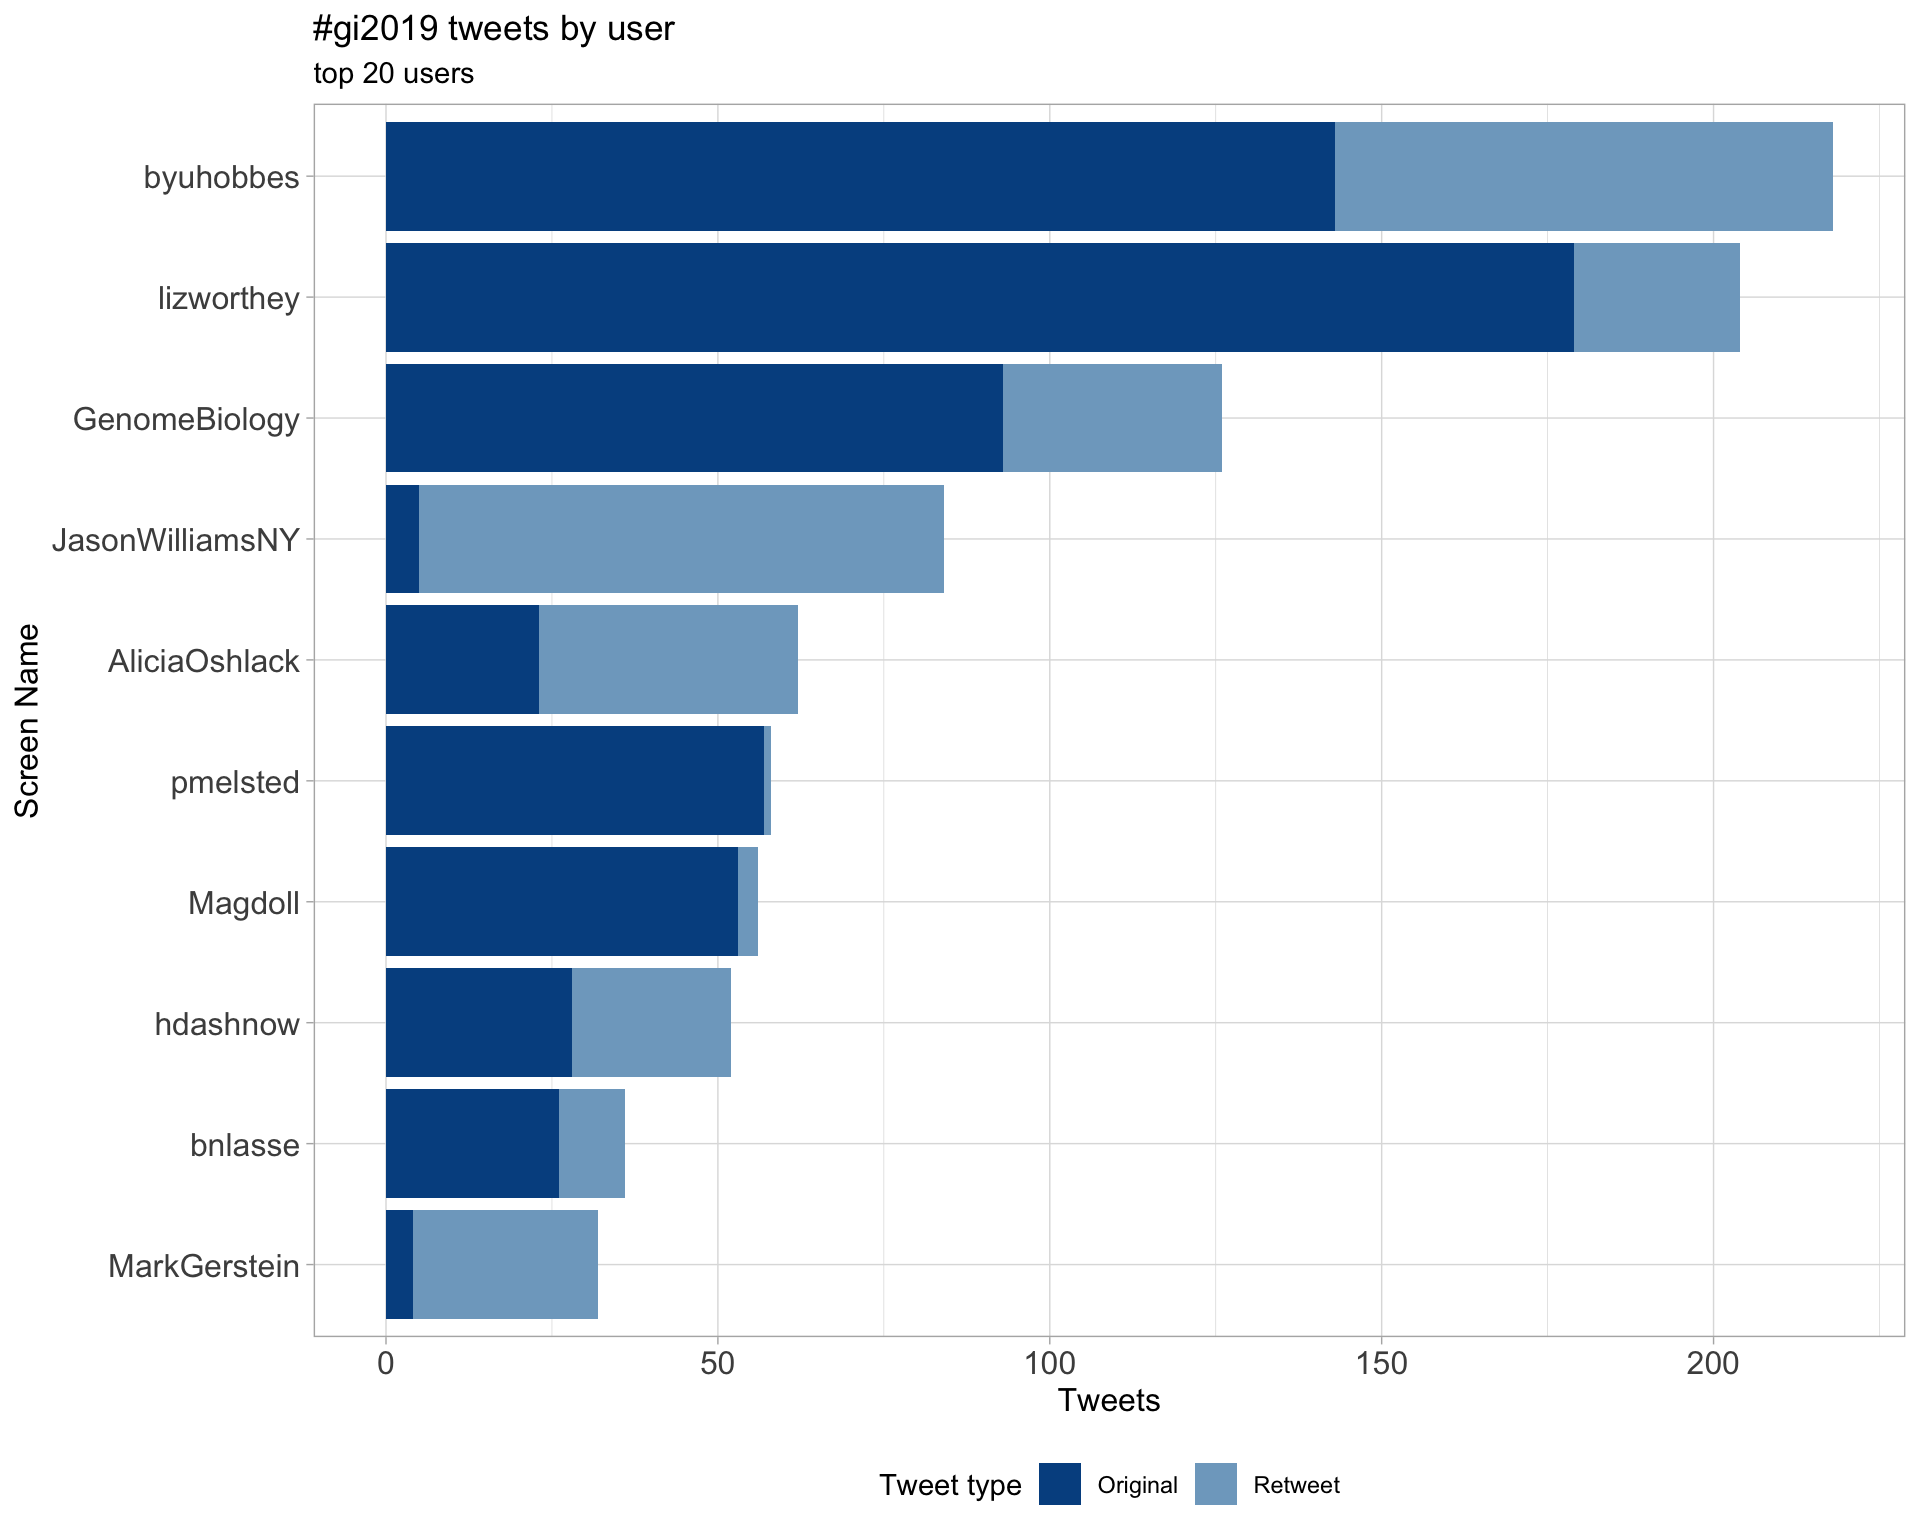 #gi2019 tweets by user
top 20 users
Screen Name
byuhobbes
lizworthey
GenomeBiology
JasonWilliamsNY
AliciaOshlack
pmelsted
Magdoll
hdashnow
bnlasse
MarkGerstein
0 50 100 150 200
Tweets
Tweet type Original Retweet